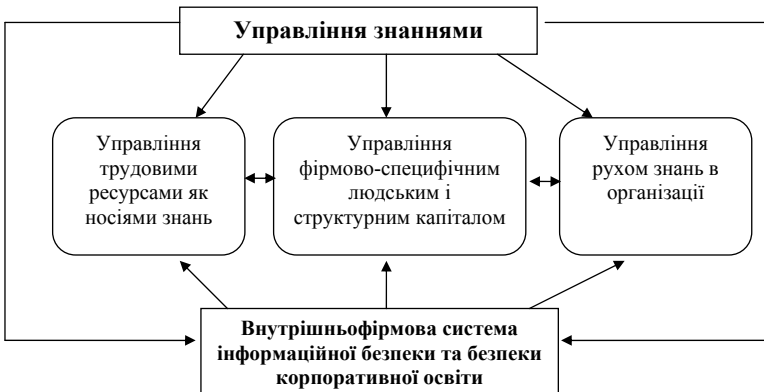 Управління знаннями
Управління
трудовими
ресурсами як
носіями знань
Управління
фірмово-специфічним
людським і
структурним капіталом
Управління
рухом знань в
організації
Внутрішньофірмова система
інформаційної безпеки та безпеки
корпоративної освіти